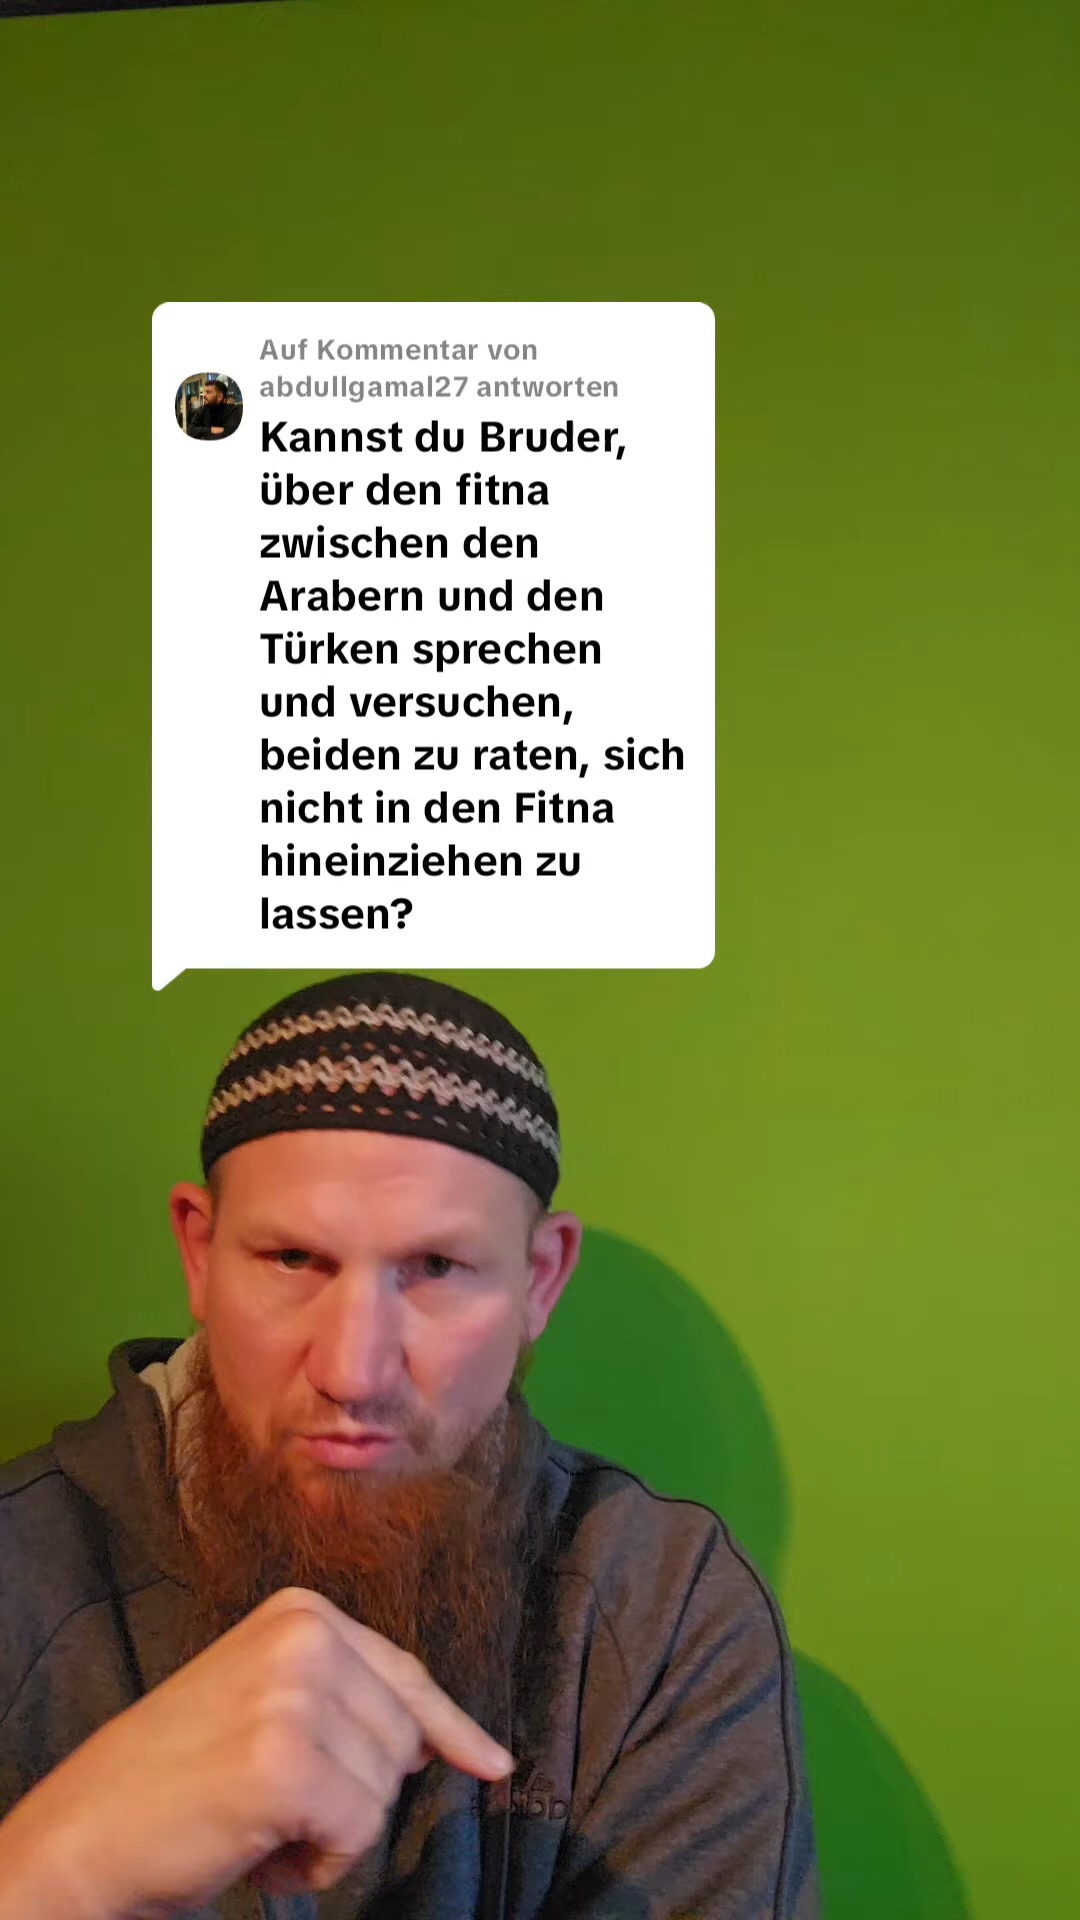 Auf Kommentar von
abdullgamal27 antworten
Kannst du Bruder,
über den fitna
zwischen den
Arabern und den
Türken sprechen
und versuchen,
beiden zu raten, sich
nicht in den Fitna
hineinziehen zu
lassen?